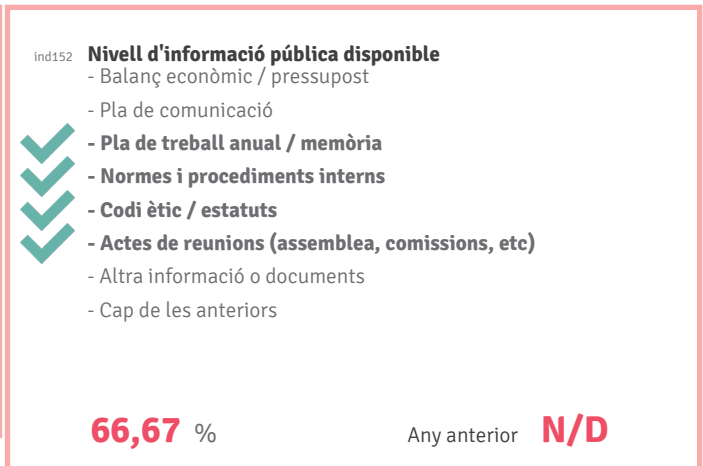 ind152 Nivell d'informació pública disponible
- Balanç econòmic / pressupost
- Pla de comunicació
- Pla de treball anual / memòria
- Normes i procediments interns
- Codi ètic / estatuts
- Actes de reunions (assemblea, comissions, etc)
- Altra informació o documents
- Cap de les anteriors
66,67 % Any anterior N/D